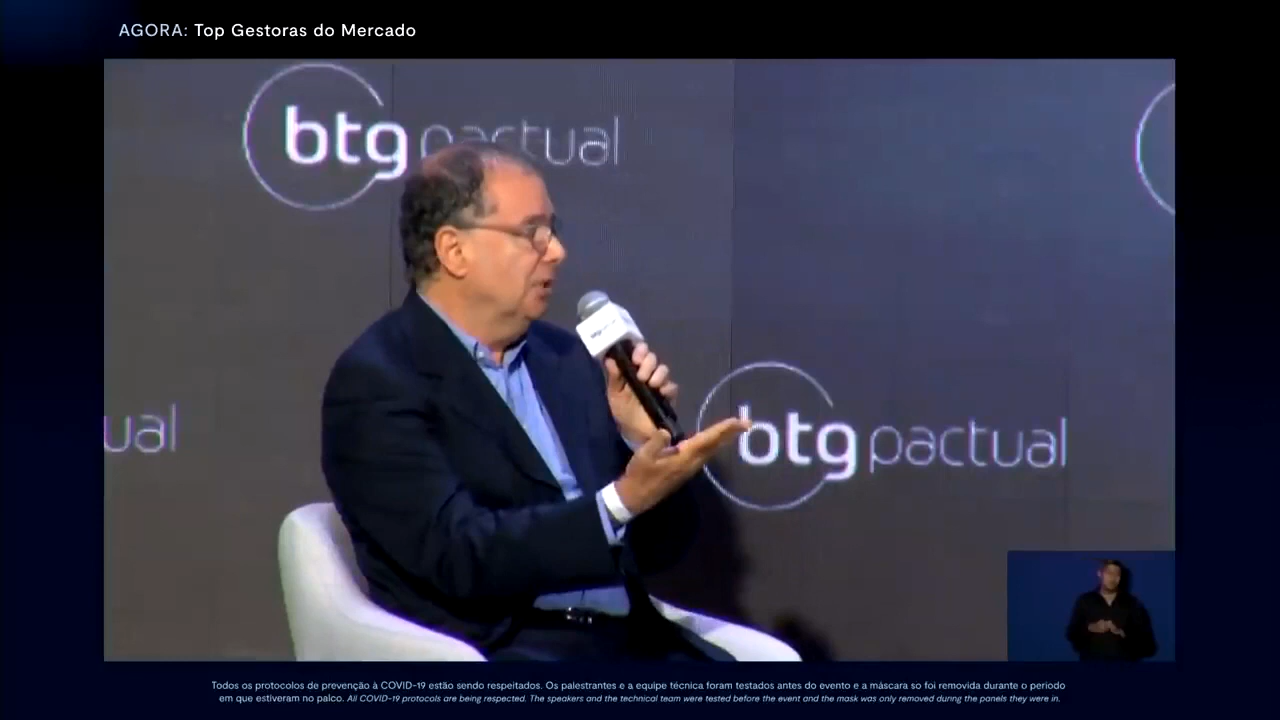 AGORA: Top Gestoras do Mercado
btg pactual
ual
btg pactual
Todos os protocolos de prevenção à COVID-19 estão sendo respeitados. Os palestrantes e a equipe técnica foram testados antes do evento e a máscara so foi removida durante o periodo
em que estiveram no palco. All COVID-19 protocols are being respected. The speakers and the technical team were tested before the event and the mask was only removed during the panels they were in.